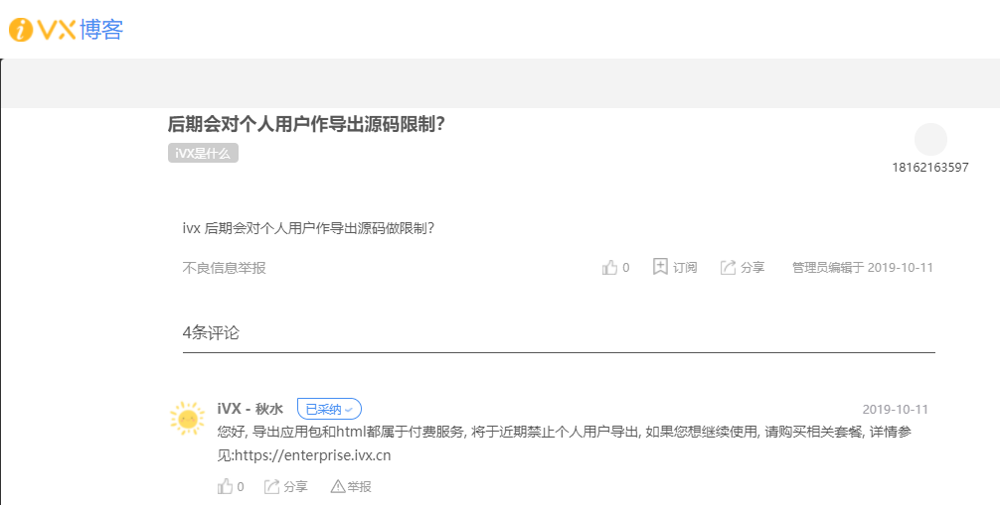 iVX博客
后期会对个人用户作导出源码限制?
iVX是什么
18162163597
ivx 后期会对个人用户作导出源码做限制?
不良信息举报 0 订阅 分享 管理员编辑于 2019-10-11
4条评论
iVX - 秋水 已采纳 2019-10-11
您好, 导出应用包和html都属于付费服务, 将于近期禁止个人用户导出, 如果您想继续使用, 请购买相关套餐, 详情参
见:https://enterprise.ivx.cn
0 分享 举报